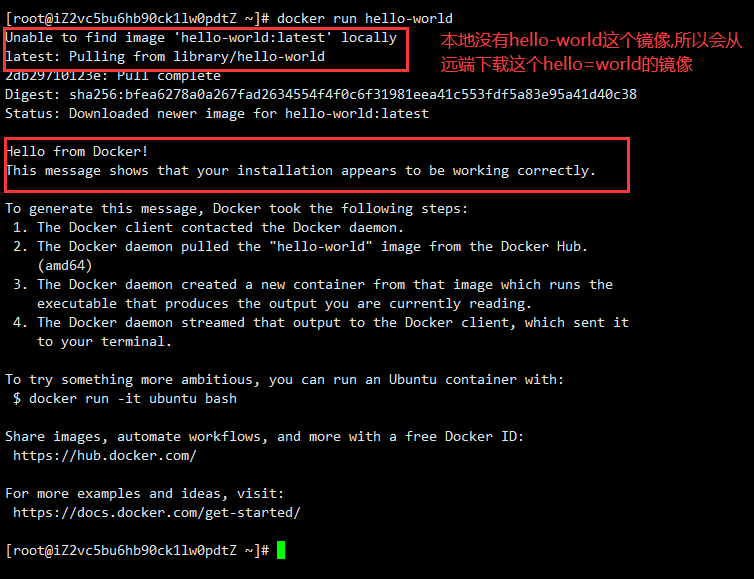 [root@iZ2vc5bu6hb90ck1lw0pdtZ ~]# docker run hello-world
Unable to find image 'hello-world:latest' locally
latest: Pulling from library/hello-world
本地没有hello-world这个镜像,所以会从
远端下载这个hello=world的镜像
2db29710123e: Pull complete
Digest: sha256:bfea6278a0a267fad2634554f4f0c6f31981eea41c553fdf5a83e95a41d40c38
Status: Downloaded newer image for hello-world:latest
Hello from Docker!
This message shows that your installation appears to be working correctly.
To generate this message, Docker took the following steps:
1. The Docker client contacted the Docker daemon.
2. The Docker daemon pulled the "hello-world" image from the Docker Hub.
(amd64)
3. The Docker daemon created a new container from that image which runs the
executable that produces the output you are currently reading.
4. The Docker daemon streamed that output to the Docker client, which sent it
to your terminal.
To try something more ambitious, you can run an Ubuntu container with:
$ docker run -it ubuntu bash
Share images, automate workflows, and more with a free Docker ID:
https://hub.docker.com/
For more examples and ideas, visit:
https://docs.docker.com/get-started/
[root@iZ2vc5bu6hb90ck1lw0pdtZ ~]#